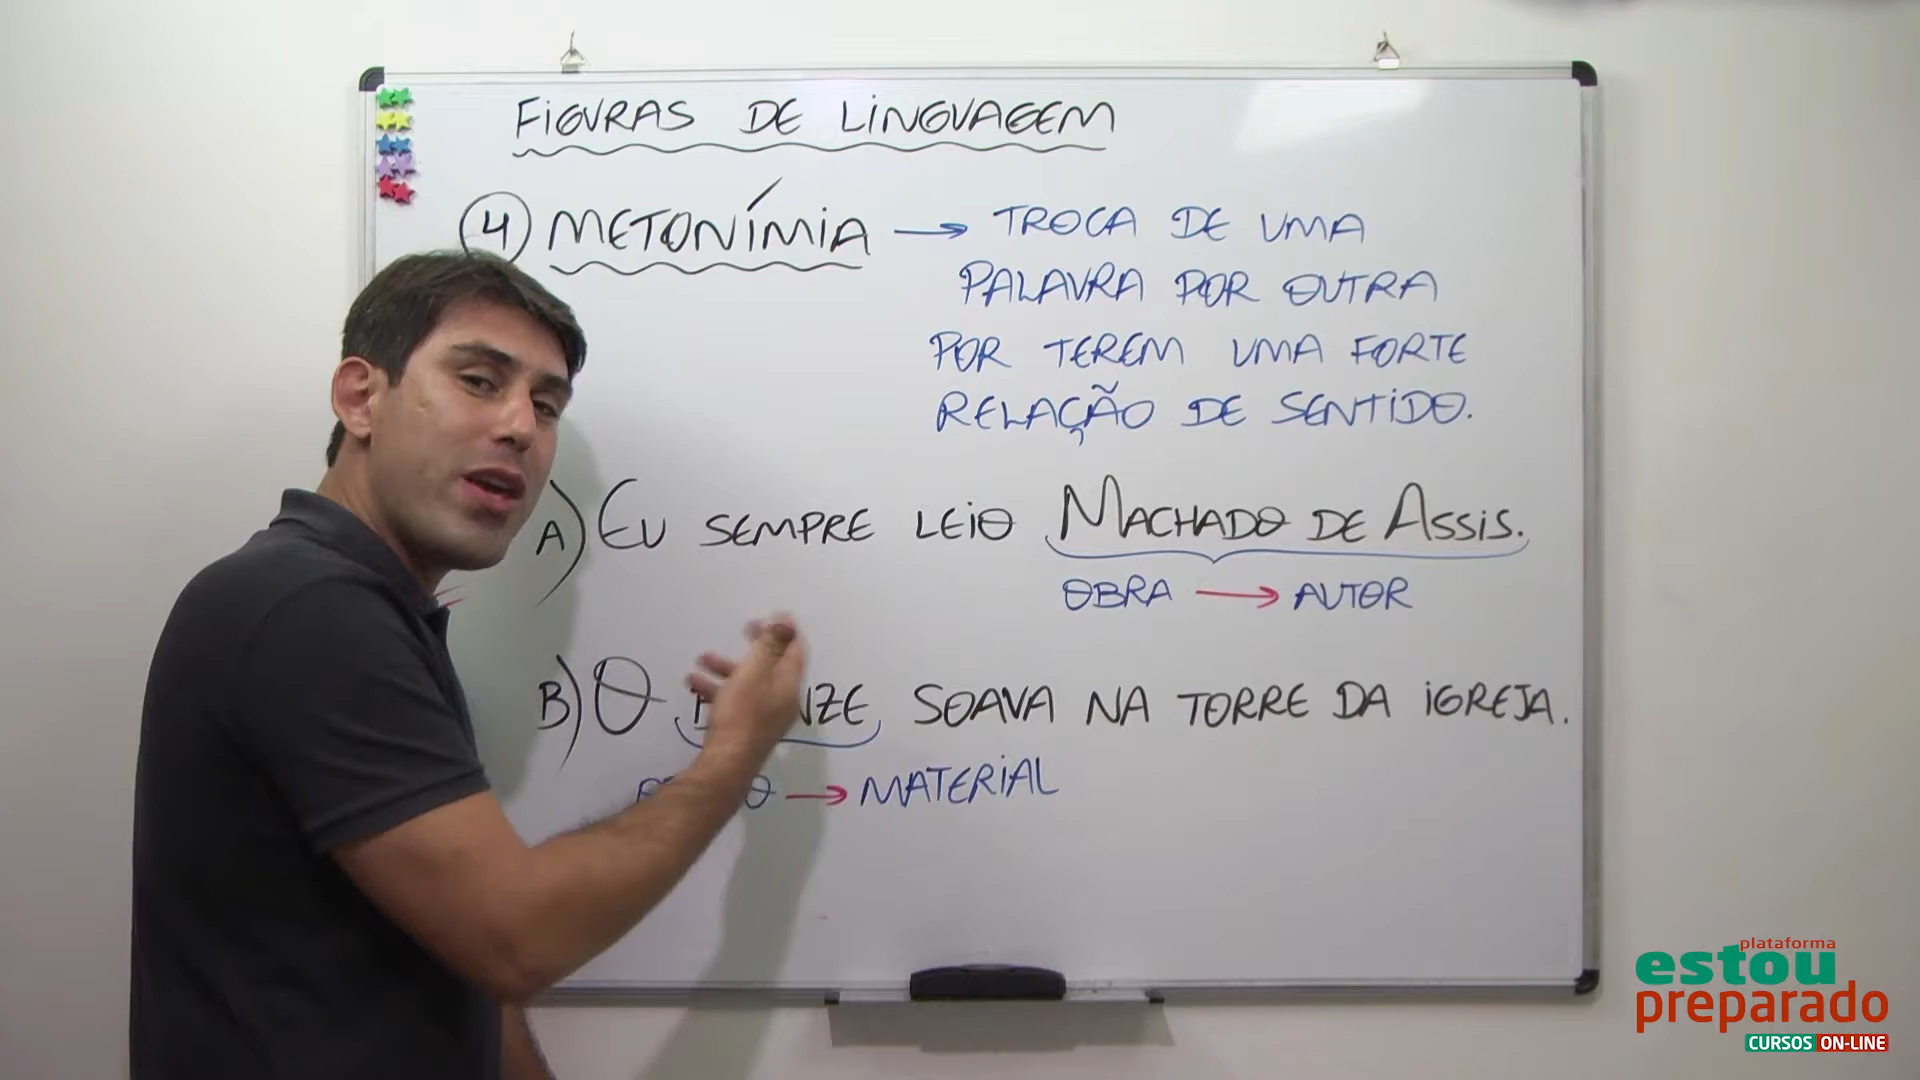 FIGURAS DE LINGUAGEM
4 METONÍMIA → TROCA DE UMA
PALAVRA POR OUTRA
POR TEREM UMA FORTE
RELAÇÃO DE SENTIDO.
A) EU SEMPRE LEIO MACHADO DE ASSIS.
OBRA → AUTOR
B) O SOAVA NA TORRE DA IGREJA.
→ MATERIAL
plataforma
estou
preparado
CURSOS ON-LINE